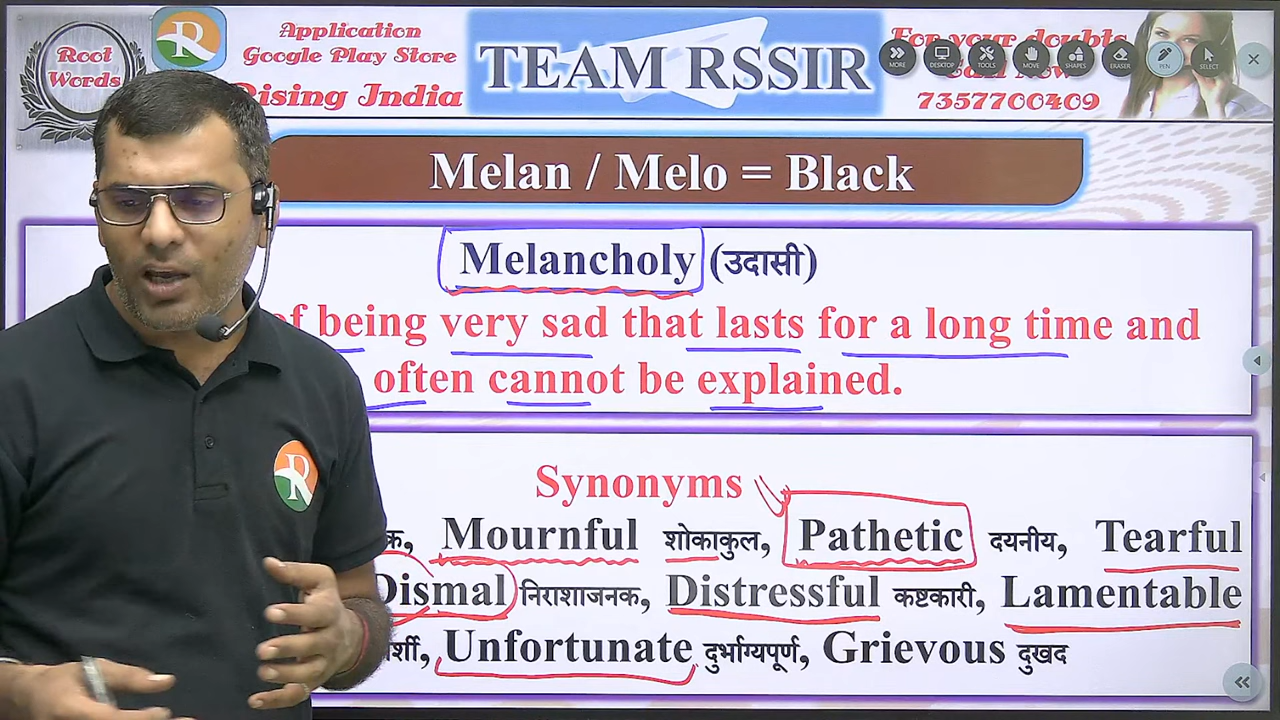 Root
Words
R
Application
Google Play Store
Rising India
TEAM RSSIR
For your doubts
Now
7357700409
MORE
DESKTOP
TOOLS
MOVE
SHAPES
ERASER
PEN
SELECT
Melan / Melo = Black
Melancholy (उदासी)
of being very sad that lasts for a long time and
often cannot be explained.
R
Synonyms
Mournful शोकाकुल, Pathetic दयनीय, Tearful
Dismal निराशाजनक, Distressful कष्टकारी, Lamentable
Unfortunate दुर्भाग्यपूर्ण, Grievous दुखद